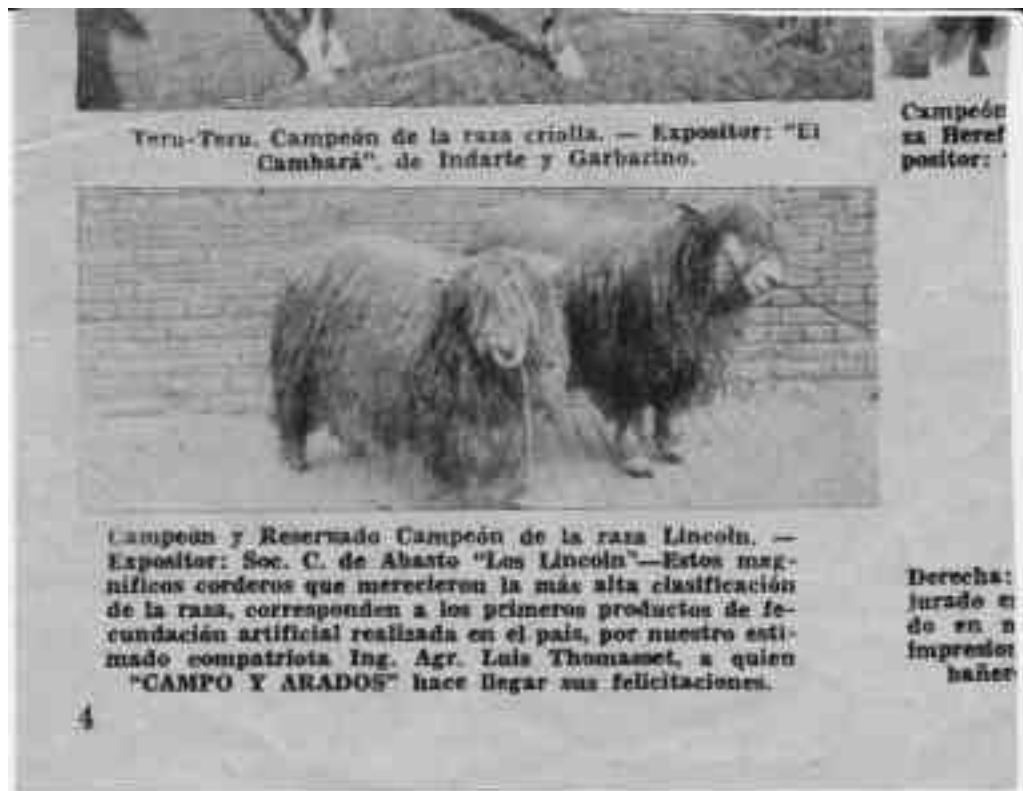 Teru-Teru. Campeón de la raza criolla. — Expositor: "El
Cambará", de Indarte y Garbarino.
Campeón y Reservado Campeón de la raza Lincoln. —
Expositor: Soc. C. de Abasto "Los Lincoln"—Estos mag-
níficos corderos que merecieron la más alta clasificación
de la raza, corresponden a los primeros productos de fe-
cundación artificial realizada en el país, por nuestro esti-
mado compatriota Ing. Agr. Luis Thomasset, a quien
"CAMPO Y ARADOS" hace llegar sus felicitaciones.
4
Campeón
za Heref
positor:
Derecha:
jurado
do en
impresion
bañer